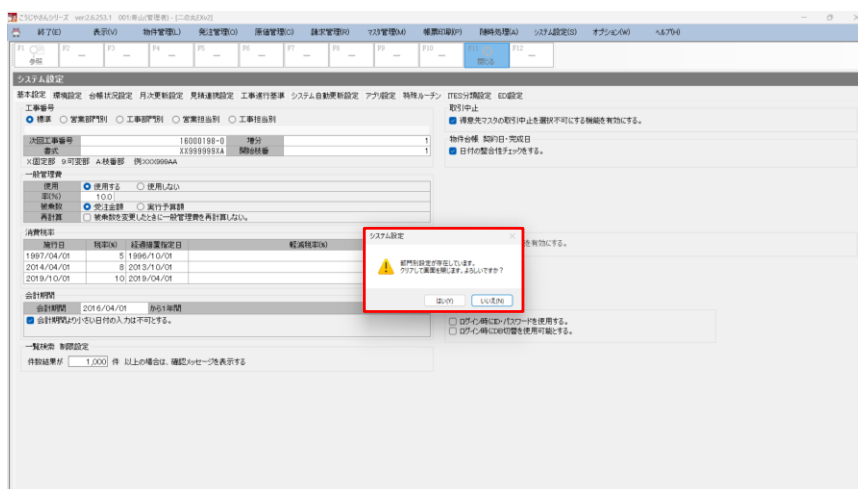 こうじやさんシリーズ ver.2.6.253.1 001:青山(管理者) - [二の丸EXv2]
終了(E) 表示(V) 物件管理(L) 発注管理(O) 原価管理(C) 請求管理(R) マスタ管理(M) 帳票印刷(P) 随時処理(A) システム設定(S) オプション(W) ヘルプ(H)
F1 F2 F3 F4 F5 F6 F7 F8 F9 F10 F11 F12
参照 閉じる
システム設定
基本設定 環境設定 台帳状況設定 月次更新設定 見積連携設定 工事進行基準 システム自動更新設定 アプリ設定 特殊ルーチン ITES分類設定 EDI設定
工事番号 取引中止
標準 営業部門別 工事部門別 営業担当別 工事担当別 得意先マスタの取引中止を選択不可にする機能を有効にする。
次回工事番号 16000198-0 増分 1 物件台帳 契約日・完成日
書式 XX999999XA 開始枝番 1 日付の整合性チェックをする。
X:固定部 9:可変部 A:枝番部 例)XXX999AA
一般管理費
使用 使用する 使用しない
率(%) 10.0
被乗数 受注金額 実行予算額
再計算 被乗数を変更したときに一般管理費を再計算しない。
消費税率
施行日 税率(%) 経過措置指定日 軽減税率(%) を有効にする。
1997/04/01 5 1996/10/01
2014/04/01 8 2013/10/01
2019/10/01 10 2019/04/01
システム設定
部門別設定が存在しています。
クリアして画面を閉じます。よろしいですか?
はい(Y) いいえ(N)
会計期間
会計期間 2016/04/01 から1年間
会計期間より小さい日付の入力は不可とする。 ログイン時にID・パスワードを使用する。
ログイン時にDB切替を使用可能とする。
一覧検索 制限設定
件数結果が 1,000 件 以上の場合は、確認メッセージを表示する